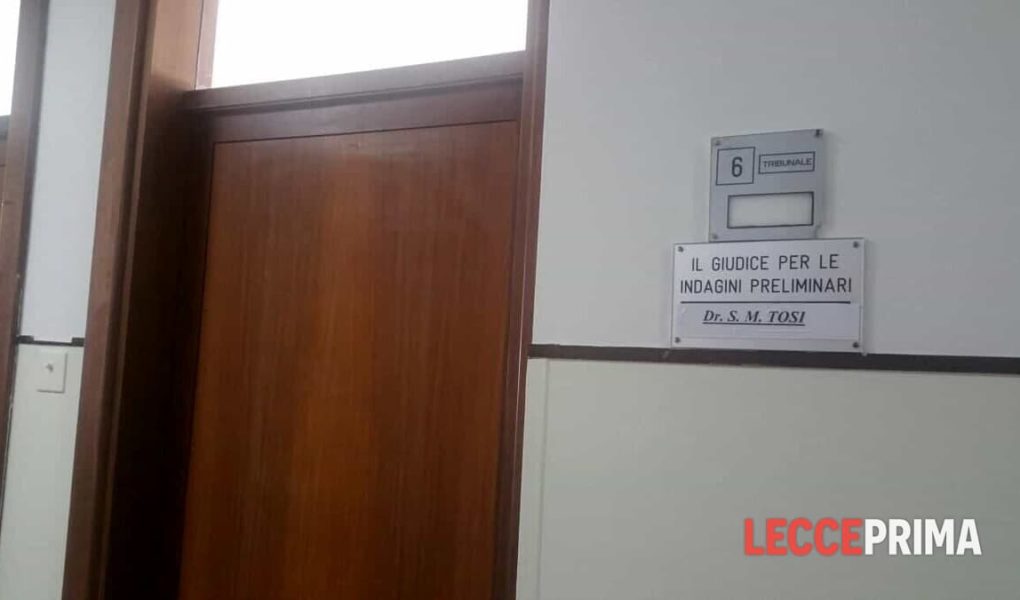 6 TRIBUNALE
IL GIUDICE PER LE
INDAGINI PRELIMINARI
Dr. S. M. TOSI
LECCEPRIMA